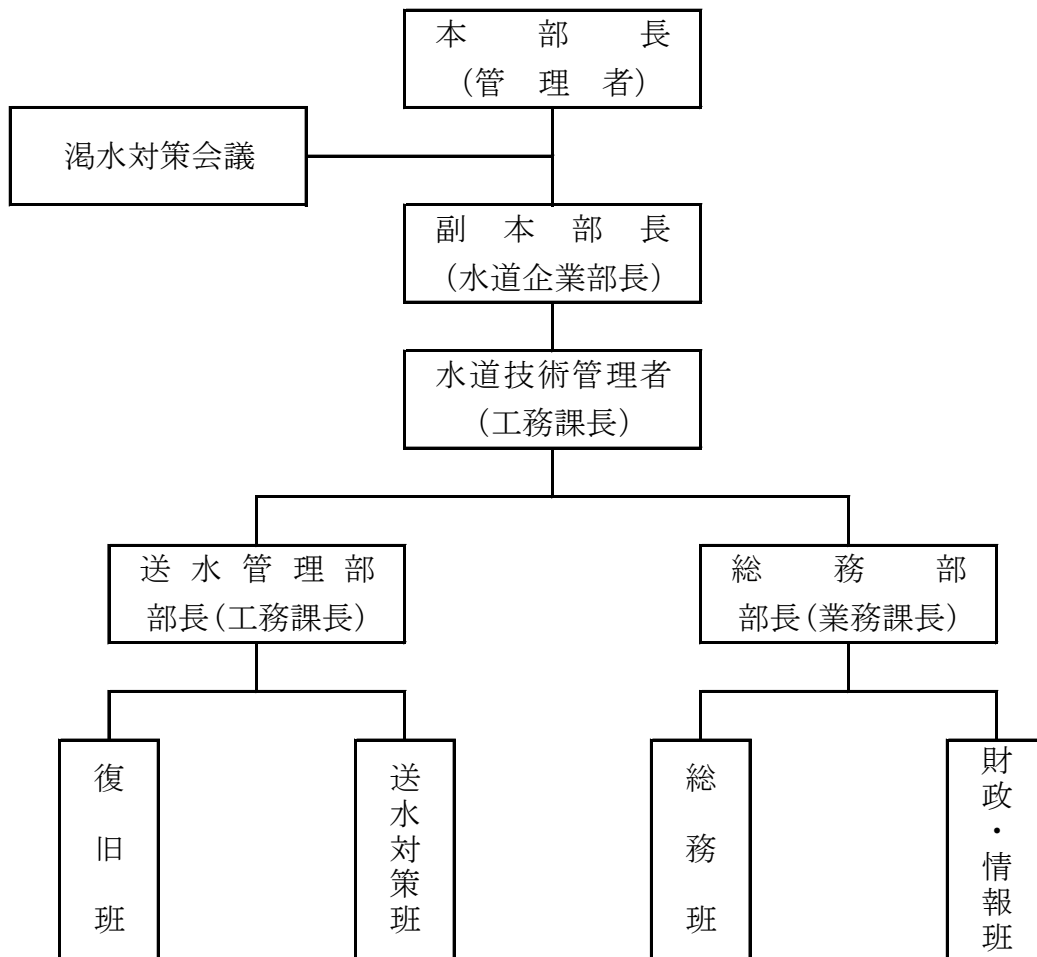 本部長
(管理者)
渇水対策会議
副本部長
(水道企業部長)
水道技術管理者
(工務課長)
送水管理部
部長(工務課長)
総務部
部長(業務課長)
復旧班
送水対策班
総務班
財政・情報班